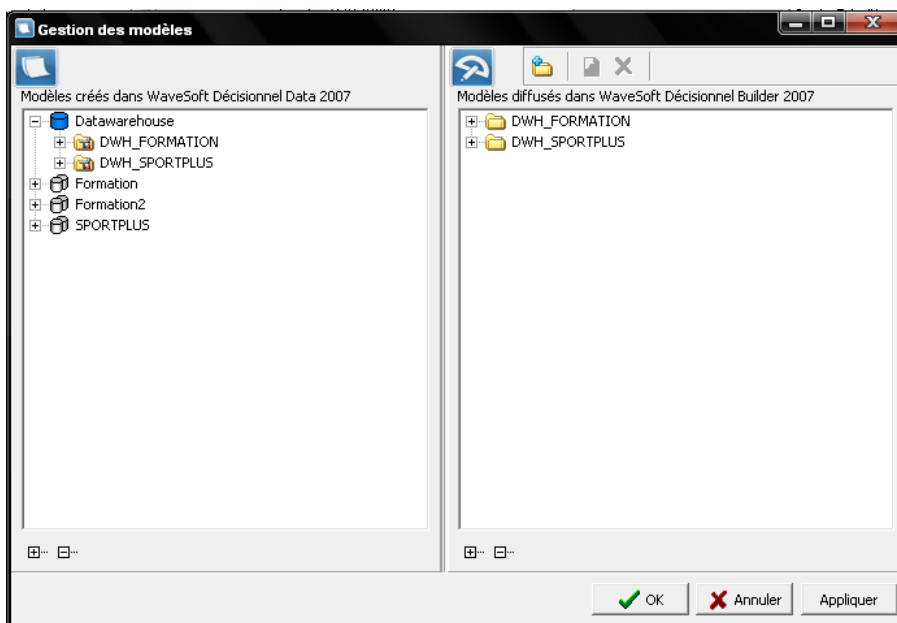 Gestion des modèles
Modèles créés dans WaveSoft Décisionnel Data 2007
Datawarehouse
DWH_FORMATION
DWH_SPORTPLUS
Formation
Formation2
SPORTPLUS
Modèles diffusés dans WaveSoft Décisionnel Builder 2007
DWH_FORMATION
DWH_SPORTPLUS
OK
Annuler
Appliquer